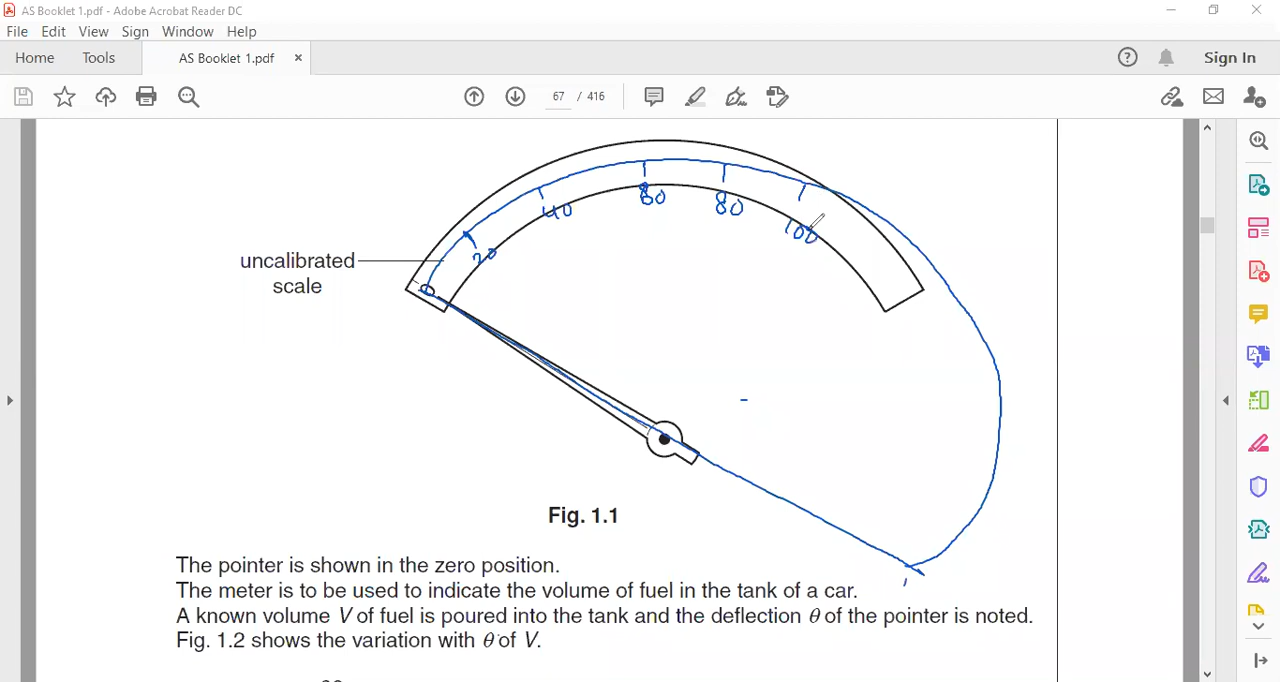 AS Booklet 1.pdf - Adobe Acrobat Reader DC
File Edit View Sign Window Help
Home Tools AS Booklet 1.pdf × Sign In
67 / 416
0 20 40 80 80 100
uncalibrated
scale
Fig. 1.1
The pointer is shown in the zero position.
The meter is to be used to indicate the volume of fuel in the tank of a car.
A known volume V of fuel is poured into the tank and the deflection θ of the pointer is noted.
Fig. 1.2 shows the variation with θ of V.